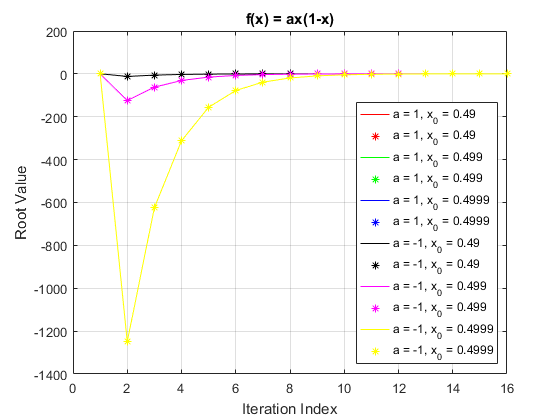 f(x) = ax(1-x)
Root Value
200
0
-200
-400
-600
-800
-1000
-1200
-1400
a = 1, x0 = 0.49
a = 1, x0 = 0.49
a = 1, x0 = 0.499
a = 1, x0 = 0.499
a = 1, x0 = 0.4999
a = 1, x0 = 0.4999
a = -1, x0 = 0.49
a = -1, x0 = 0.49
a = -1, x0 = 0.499
a = -1, x0 = 0.499
a = -1, x0 = 0.4999
a = -1, x0 = 0.4999
0 2 4 6 8 10 12 14 16
Iteration Index